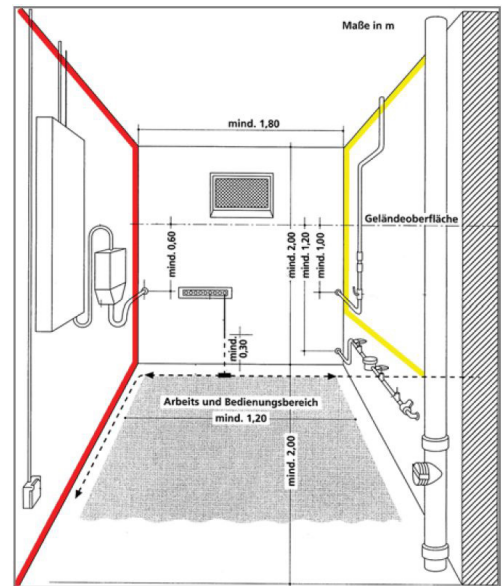 Maße in m
mind. 1,80
Geländeoberfläche
mind. 0,60
mind. 2,00
mind. 1,20
mind. 1,00
mind.
0,30
Arbeits und Bedienungsbereich
mind. 1,20
mind. 2,00